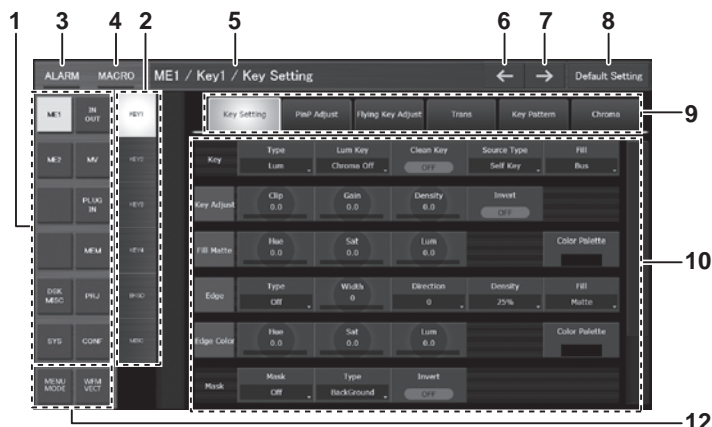 1 3 4 2 5 6 7 8
ALARM MACRO ME1 / Key1 / Key Setting ← → Default Setting
ME1 IN OUT KEY1
Key Setting PinP Adjust Flying Key Adjust Trans Key Pattern Chroma 9
ME2 MV KEY2
Key Type Lum Lum Key Chroma Off Clean Key OFF Source Type Self Key Fill Bus
PLUG IN KEY3
Key Adjust Clip 0.0 Gain 0.0 Density 0.0 Invert OFF
MEM KEY4
Fill Matte Hue 0.0 Sat 0.0 Lum 0.0 Color Palette 10
DSK MISC PRJ BKGD
Edge Type Off Width 0 Direction 0 Density 25% Fill Matte
SYS CONF MISC
Edge Color Hue 0.0 Sat 0.0 Lum 0.0 Color Palette
MENU MODE WFM VECT
Mask Mask Off Type BackGround Invert OFF
12